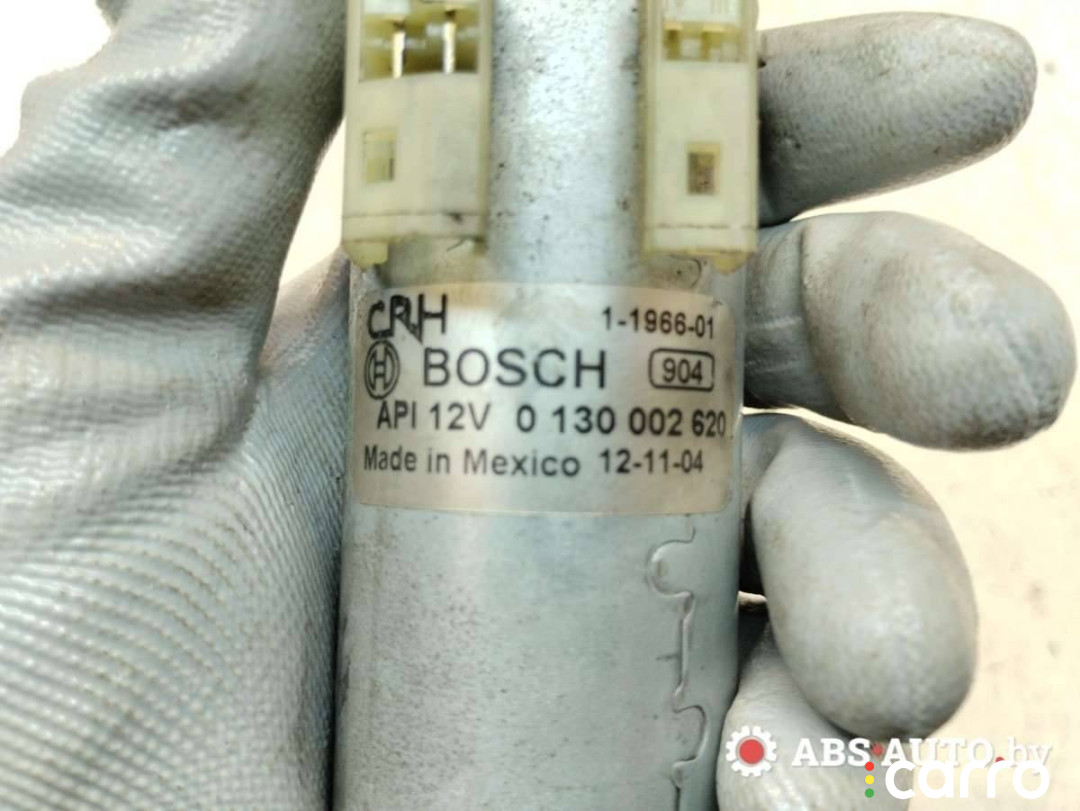 CRH 1-1966-01
BOSCH 904
API 12V 0 130 002 620
Made in Mexico 12-11-04
ABS-AUTO.by
carro